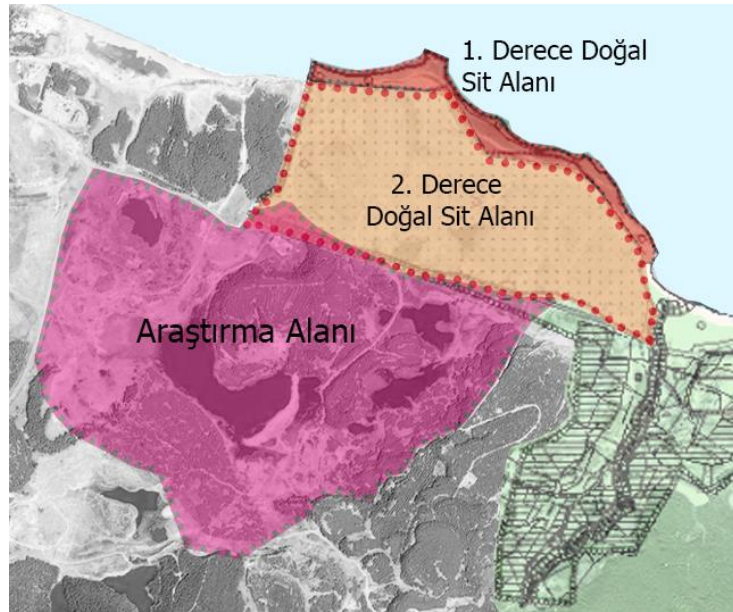 1. Derece Doğal
Sit Alanı
2. Derece
Doğal Sit Alanı
Araştırma Alanı